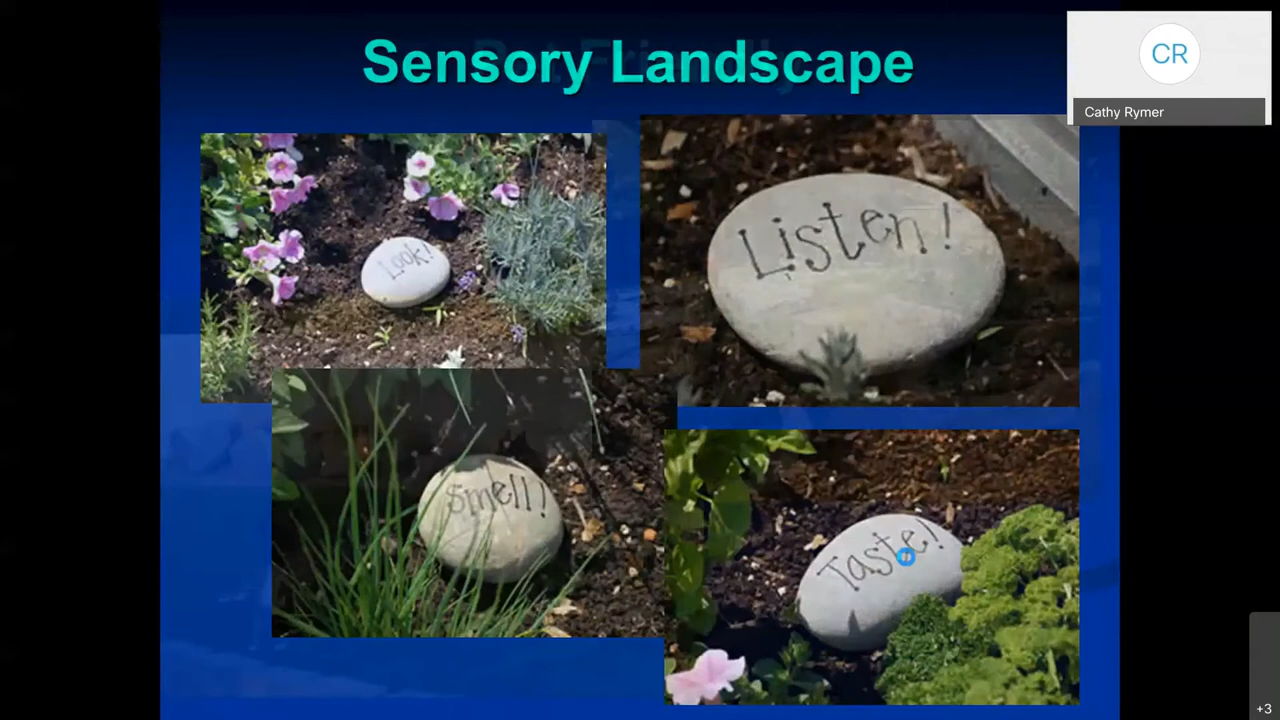 Sensory Landscape
CR
Cathy Rymer
Look!
Listen!
Smell!
Taste!
+3